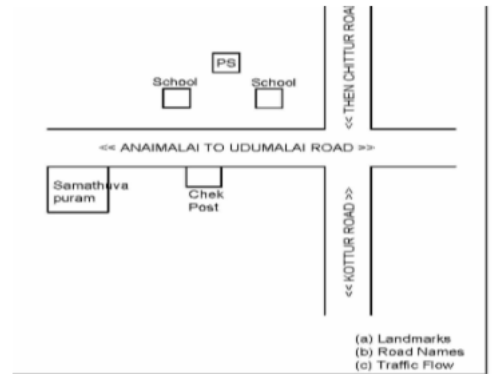 PS
School
School
<< THEN CHITTUR ROAD
<< ANAIMALAI TO UDUMALAI ROAD >>
Samathuva
puram
Chek
Post
<< KOTTUR ROAD >>
(a) Landmarks
(b) Road Names
(c) Traffic Flow